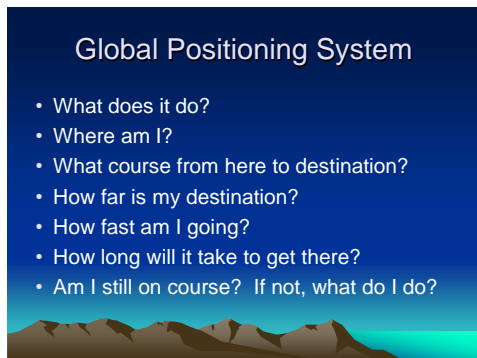 Global Positioning System
• What does it do?
• Where am I?
• What course from here to destination?
• How far is my destination?
• How fast am I going?
• How long will it take to get there?
• Am I still on course?  If not, what do I do?